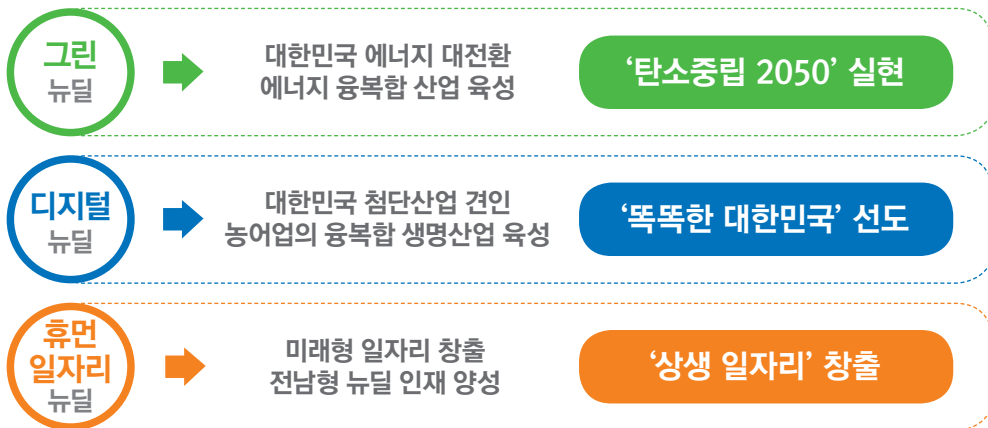 그린
뉴딜
대한민국 에너지 대전환
에너지 융복합 산업 육성
‘탄소중립 2050’ 실현
디지털
뉴딜
대한민국 첨단산업 견인
농어업의 융복합 생명산업 육성
‘똑똑한 대한민국’ 선도
휴먼
일자리
뉴딜
미래형 일자리 창출
전남형 뉴딜 인재 양성
‘상생 일자리’ 창출